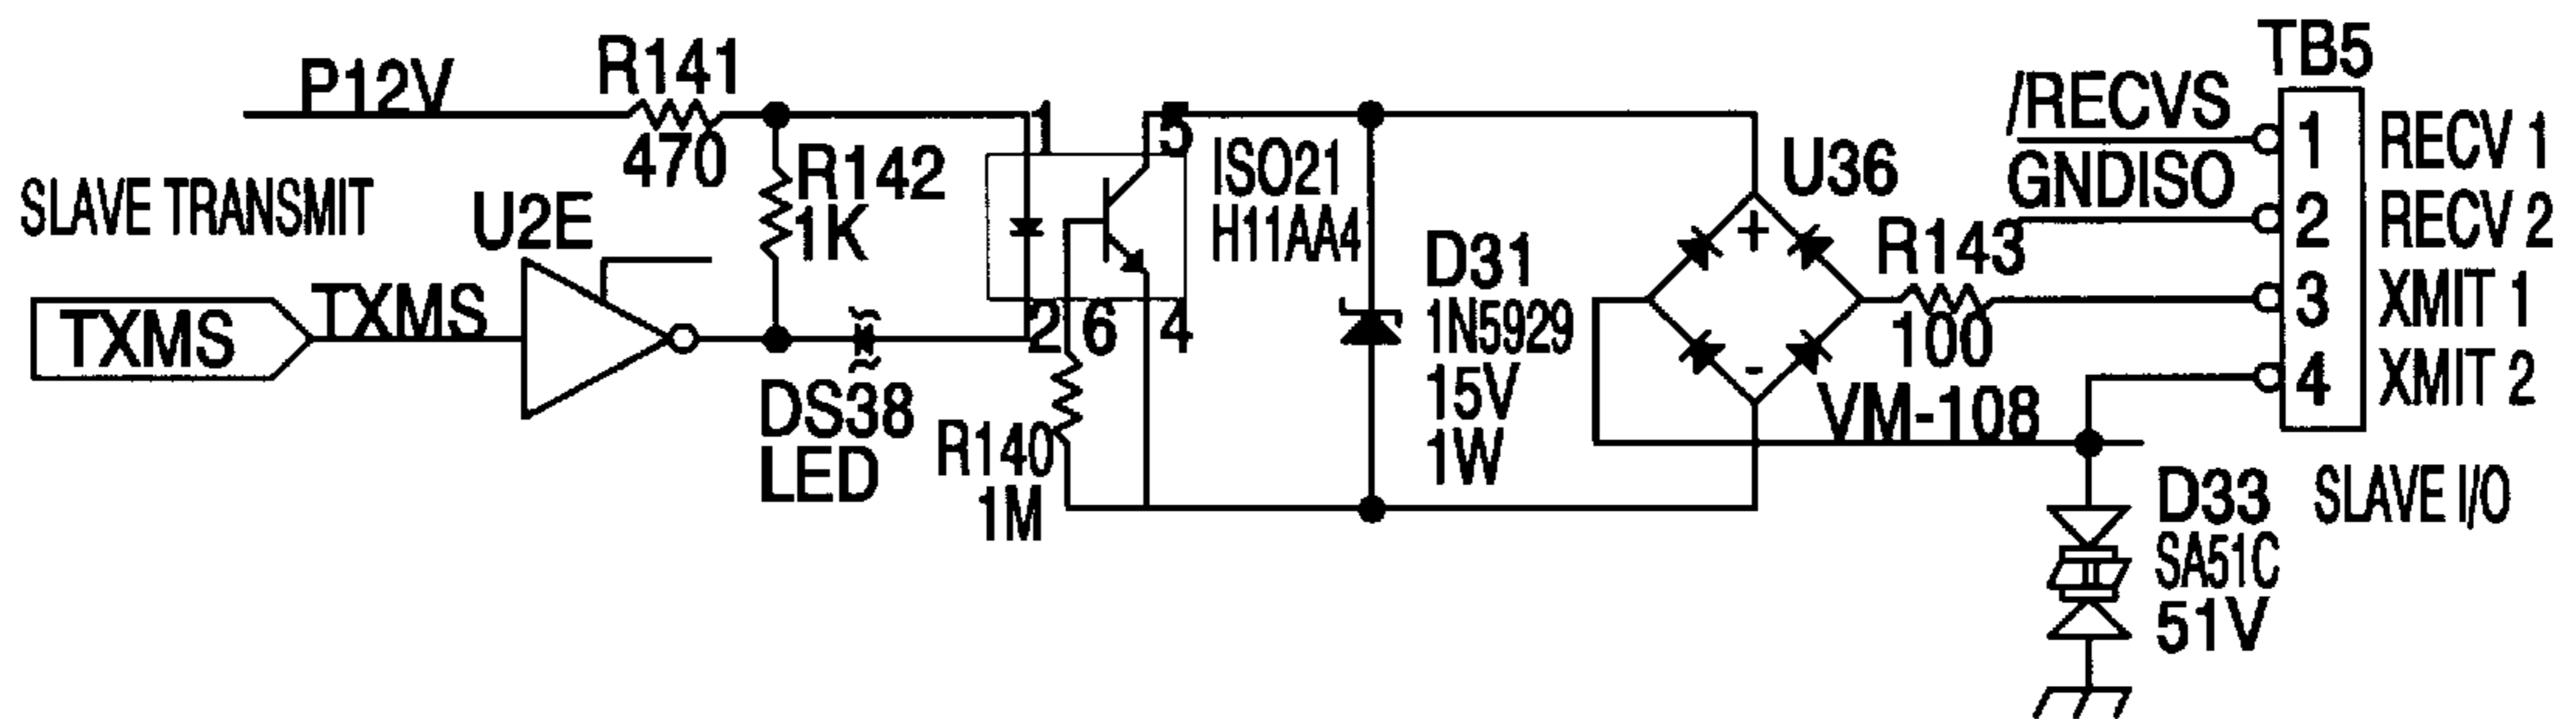 P12V
R141
470
SLAVE TRANSMIT
TXMS
TXMS
U2E
R142
1K
DS38
LED
1
5
2
6
4
ISO21
H11AA4
R140
1M
D31
1N5929
15V
1W
U36
+
-
VM-108
R143
100
/RECVS
GNDISO
TB5
1 RECV 1
2 RECV 2
3 XMIT 1
4 XMIT 2
SLAVE I/O
D33
SA51C
51V